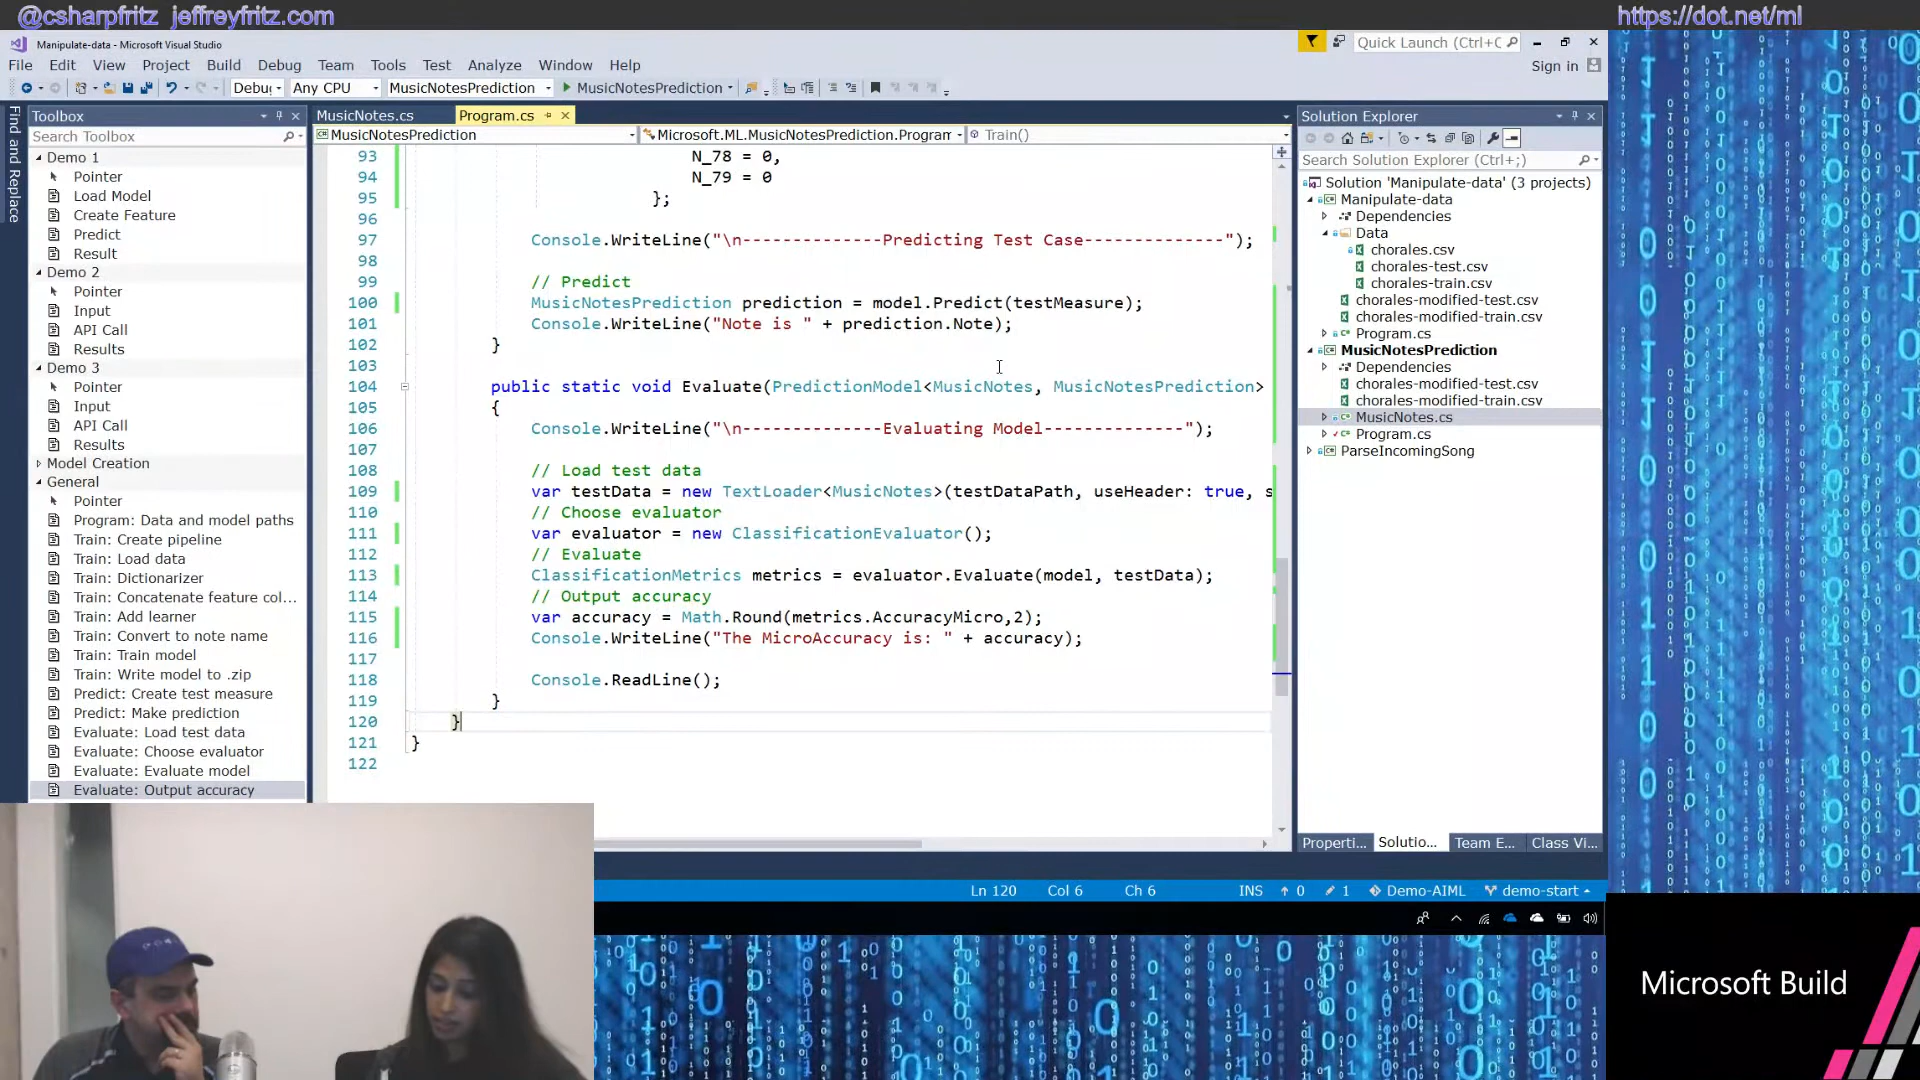 @csharpfritz jeffreyfritz.com
https://dot.net/ml
Manipulate-data - Microsoft Visual Studio
Quick Launch (Ctrl+C
File Edit View Project Build Debug Team Tools Test Analyze Window Help
Sign in
Debug Any CPU MusicNotesPrediction MusicNotesPrediction
Find and Replace
Toolbox
Search Toolbox
Demo 1
Pointer
Load Model
Create Feature
Predict
Result
Demo 2
Pointer
Input
API Call
Results
Demo 3
Pointer
Input
API Call
Results
Model Creation
General
Pointer
Program: Data and model paths
Train: Create pipeline
Train: Load data
Train: Dictionarizer
Train: Concatenate feature col...
Train: Add learner
Train: Convert to note name
Train: Train model
Train: Write model to .zip
Predict: Create test measure
Predict: Make prediction
Evaluate: Load test data
Evaluate: Choose evaluator
Evaluate: Evaluate model
Evaluate: Output accuracy
MusicNotes.cs Program.cs
MusicNotesPrediction Microsoft.ML.MusicNotesPrediction.Program Train()
93 N_78 = 0,
94 N_79 = 0
95 };
96
97 Console.WriteLine("\n--------------Predicting Test Case--------------");
98
99 // Predict
100 MusicNotesPrediction prediction = model.Predict(testMeasure);
101 Console.WriteLine("Note is " + prediction.Note);
102 }
103
104 public static void Evaluate(PredictionModel<MusicNotes, MusicNotesPrediction>
105 {
106 Console.WriteLine("\n--------------Evaluating Model--------------");
107
108 // Load test data
109 var testData = new TextLoader<MusicNotes>(testDataPath, useHeader: true, s
110 // Choose evaluator
111 var evaluator = new ClassificationEvaluator();
112 // Evaluate
113 ClassificationMetrics metrics = evaluator.Evaluate(model, testData);
114 // Output accuracy
115 var accuracy = Math.Round(metrics.AccuracyMicro,2);
116 Console.WriteLine("The MicroAccuracy is: " + accuracy);
117
118 Console.ReadLine();
119 }
120 }
121 }
122
Solution Explorer
Search Solution Explorer (Ctrl+;)
Solution 'Manipulate-data' (3 projects)
Manipulate-data
Dependencies
Data
chorales.csv
chorales-test.csv
chorales-train.csv
chorales-modified-test.csv
chorales-modified-train.csv
Program.cs
MusicNotesPrediction
Dependencies
chorales-modified-test.csv
chorales-modified-train.csv
MusicNotes.cs
Program.cs
ParseIncomingSong
Properti... Solutio... Team E... Class Vi...
Ln 120 Col 6 Ch 6 INS 0 1 Demo-AIML demo-start
Microsoft Build